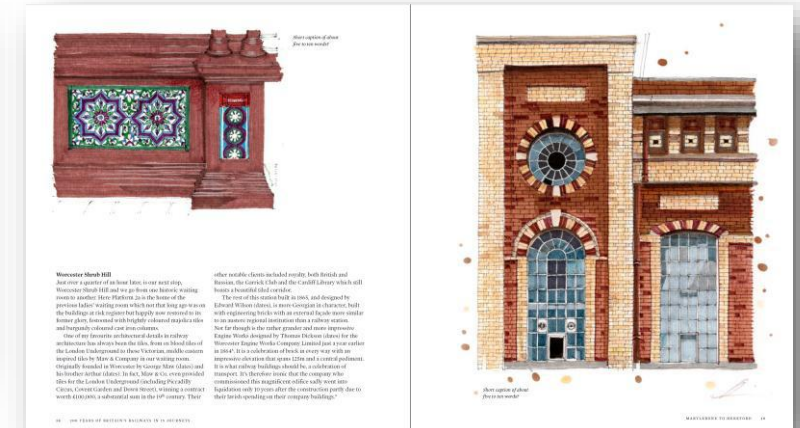 Short caption of about
five to ten words*
Worcester Shrub Hill
Just over a quarter of an hour later, is our next stop,
Worcester Shrub Hill and we go from one historic waiting
room to another. Here Platform 2a is the home of the
previous ladies' waiting room which not that long ago was on
the buildings at risk register but happily now restored to its
former glory, festooned with brightly coloured majolica tiles
and burgundy coloured cast iron columns.
One of my favourite architectural details in railway
architecture has always been the tiles, from ox blood tiles of
the London Underground to these Victorian, middle eastern
inspired tiles by Maw & Company in our waiting room.
Originally founded in Worcester by George Maw (dates) and
his brother Arthur (dates). In fact, Maw & Co. even provided
tiles for the London Underground (including Piccadilly
Circus, Covent Garden and Down Street), winning a contract
worth £100,000, a substantial sum in the 19th century. Their
other notable clients included royalty, both British and
Russian, the Garrick Club and the Cardiff Library which still
boasts a beautiful tiled corridor.
The rest of this station built in 1865, and designed by
Edward Wilson (dates), is more Georgian in character, built
with engineering bricks with an external façade more similar
to an austere regional institution than a railway station.
Not far though is the rather grander and more impressive
Engine Works designed by Thomas Dickson (dates) for the
Worcester Engine Works Company Limited just a year earlier
in 1864*. It is a celebration of brick in every way with an
impressive elevation that spans 125m and a central pediment.
It is what railway buildings should be, a celebration of
transport. It's therefore ironic that the company who
commissioned this magnificent edifice sadly went into
liquidation only 10 years after the construction partly due to
their lavish spending on their company buildings.*
200 YEARS OF BRITAIN'S RAILWAYS IN 25 JOURNEYS
Short caption of about
five to ten words*
MARYLEBONE TO HEREFORD